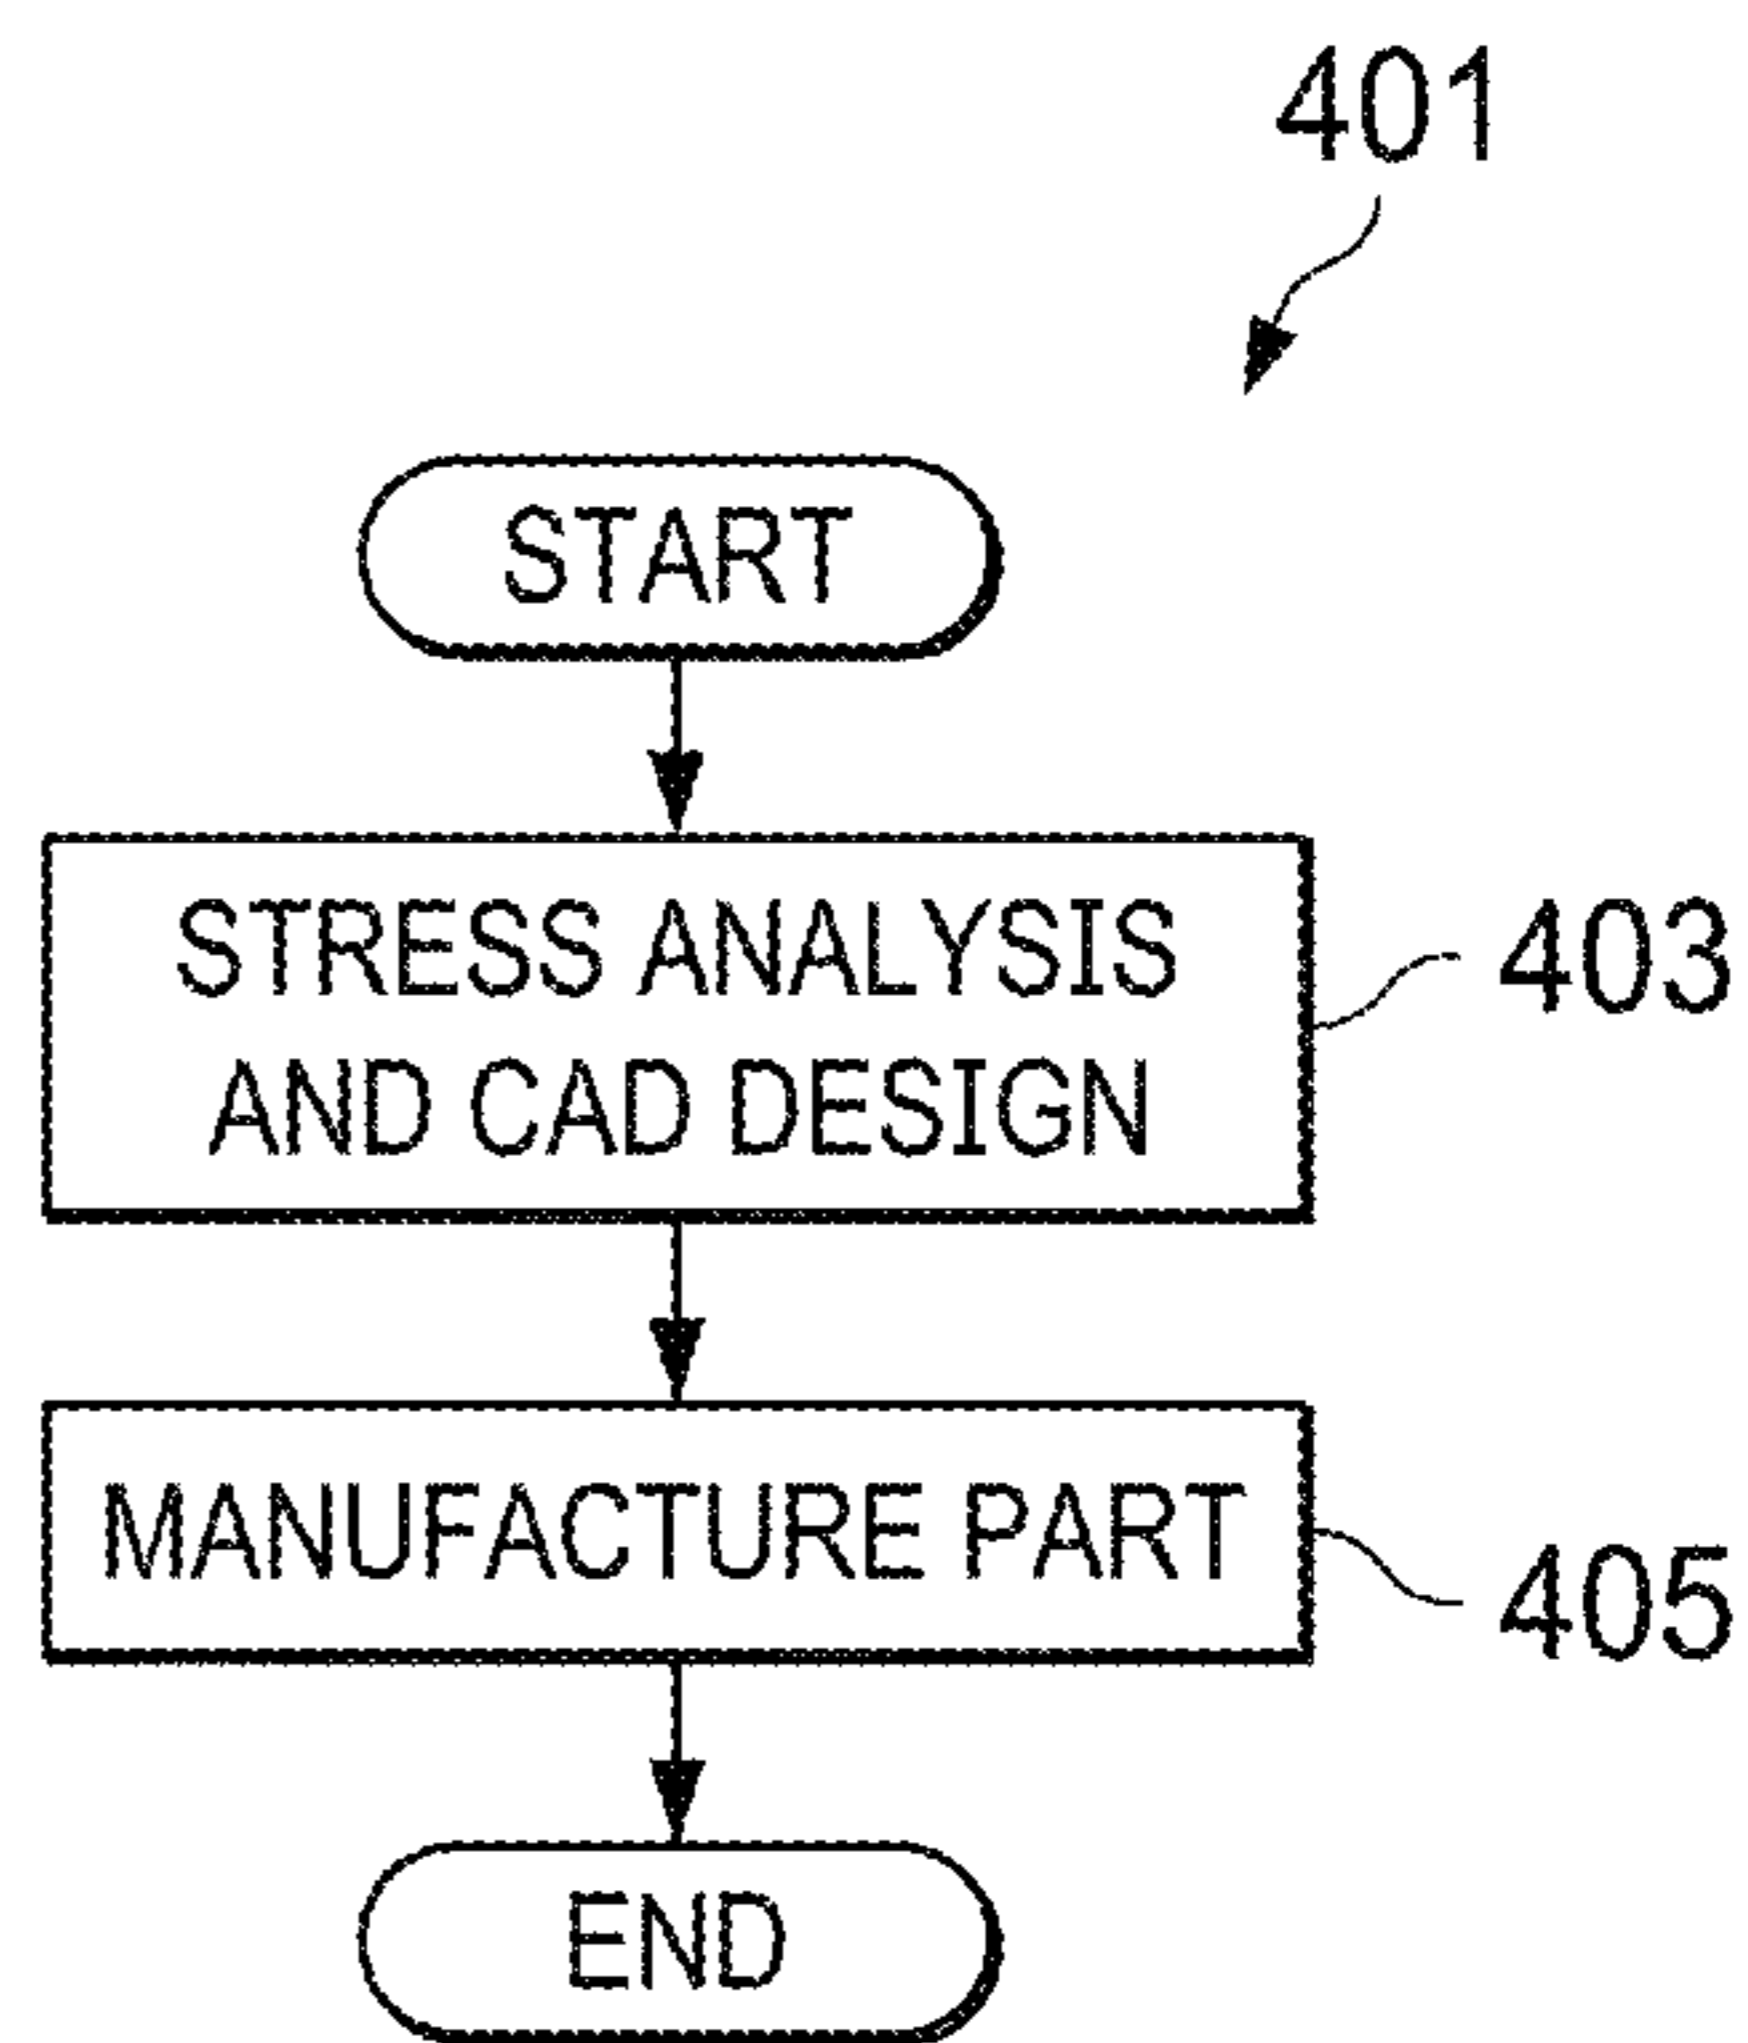 401
START
STRESS ANALYSIS
AND CAD DESIGN
403
MANUFACTURE PART
405
END